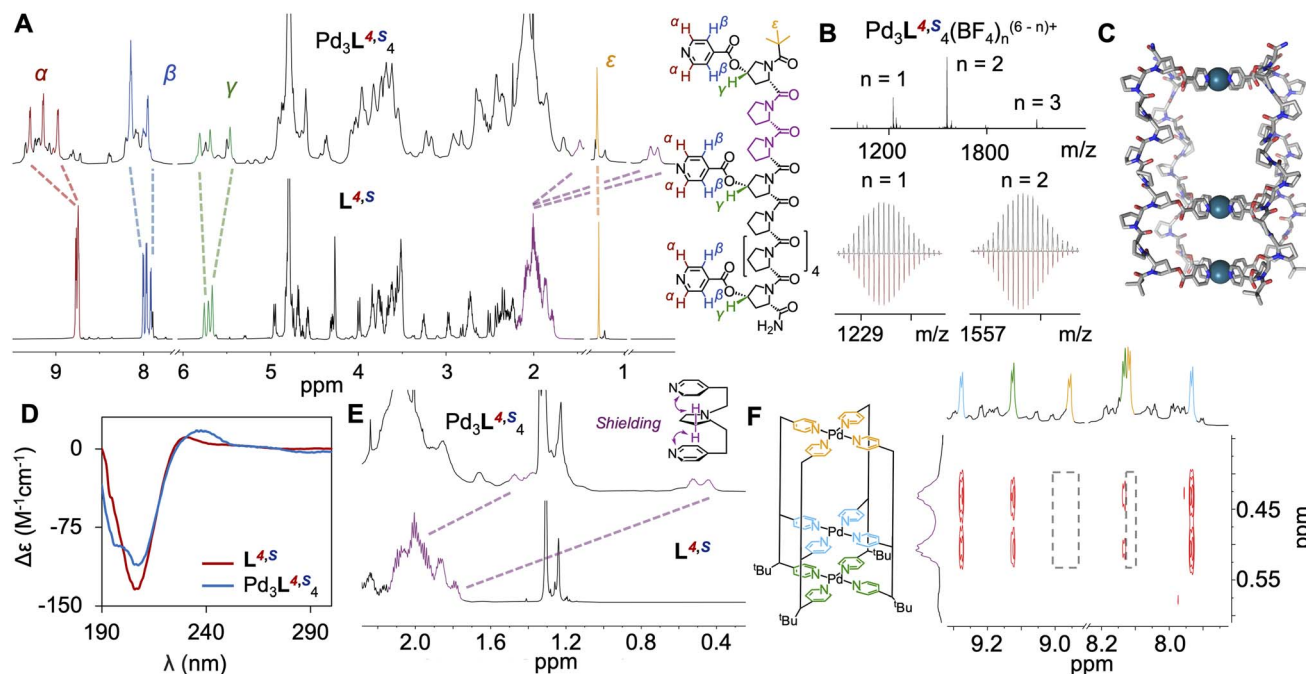 A
Pd3L4,S4
α
β
γ
ε
L4,S
9
8
6
5
4
3
2
1
ppm
α H
H β
ε
N
O
O
N
O
α H
H β
H
γ
N
O
N
O
α H
H β
N
O
O
N
O
α H
H β
H
γ
N
O
N
O
4
α H
H β
N
O
O
N
O
α H
H β
H
γ
H2N
B
Pd3L4,S4(BF4)n(6 - n)+
n = 1
n = 2
n = 3
1200
1800
m/z
n = 1
n = 2
1229
m/z
1557
m/z
C
D
0
-75
-150
Δε (M-1cm-1)
L4,S
Pd3L4,S4
190
240
290
λ (nm)
E
Pd3L4,S4
Shielding
N
H
N
H
N
L4,S
2.0
1.6
1.2
0.8
0.4
ppm
F
N
N
Pd
N
N
N
N
Pd
N
N
tBu
tBu
N
N
Pd
N
N
tBu
tBu
0.45
0.55
ppm
9.2
9.0
8.2
8.0
ppm